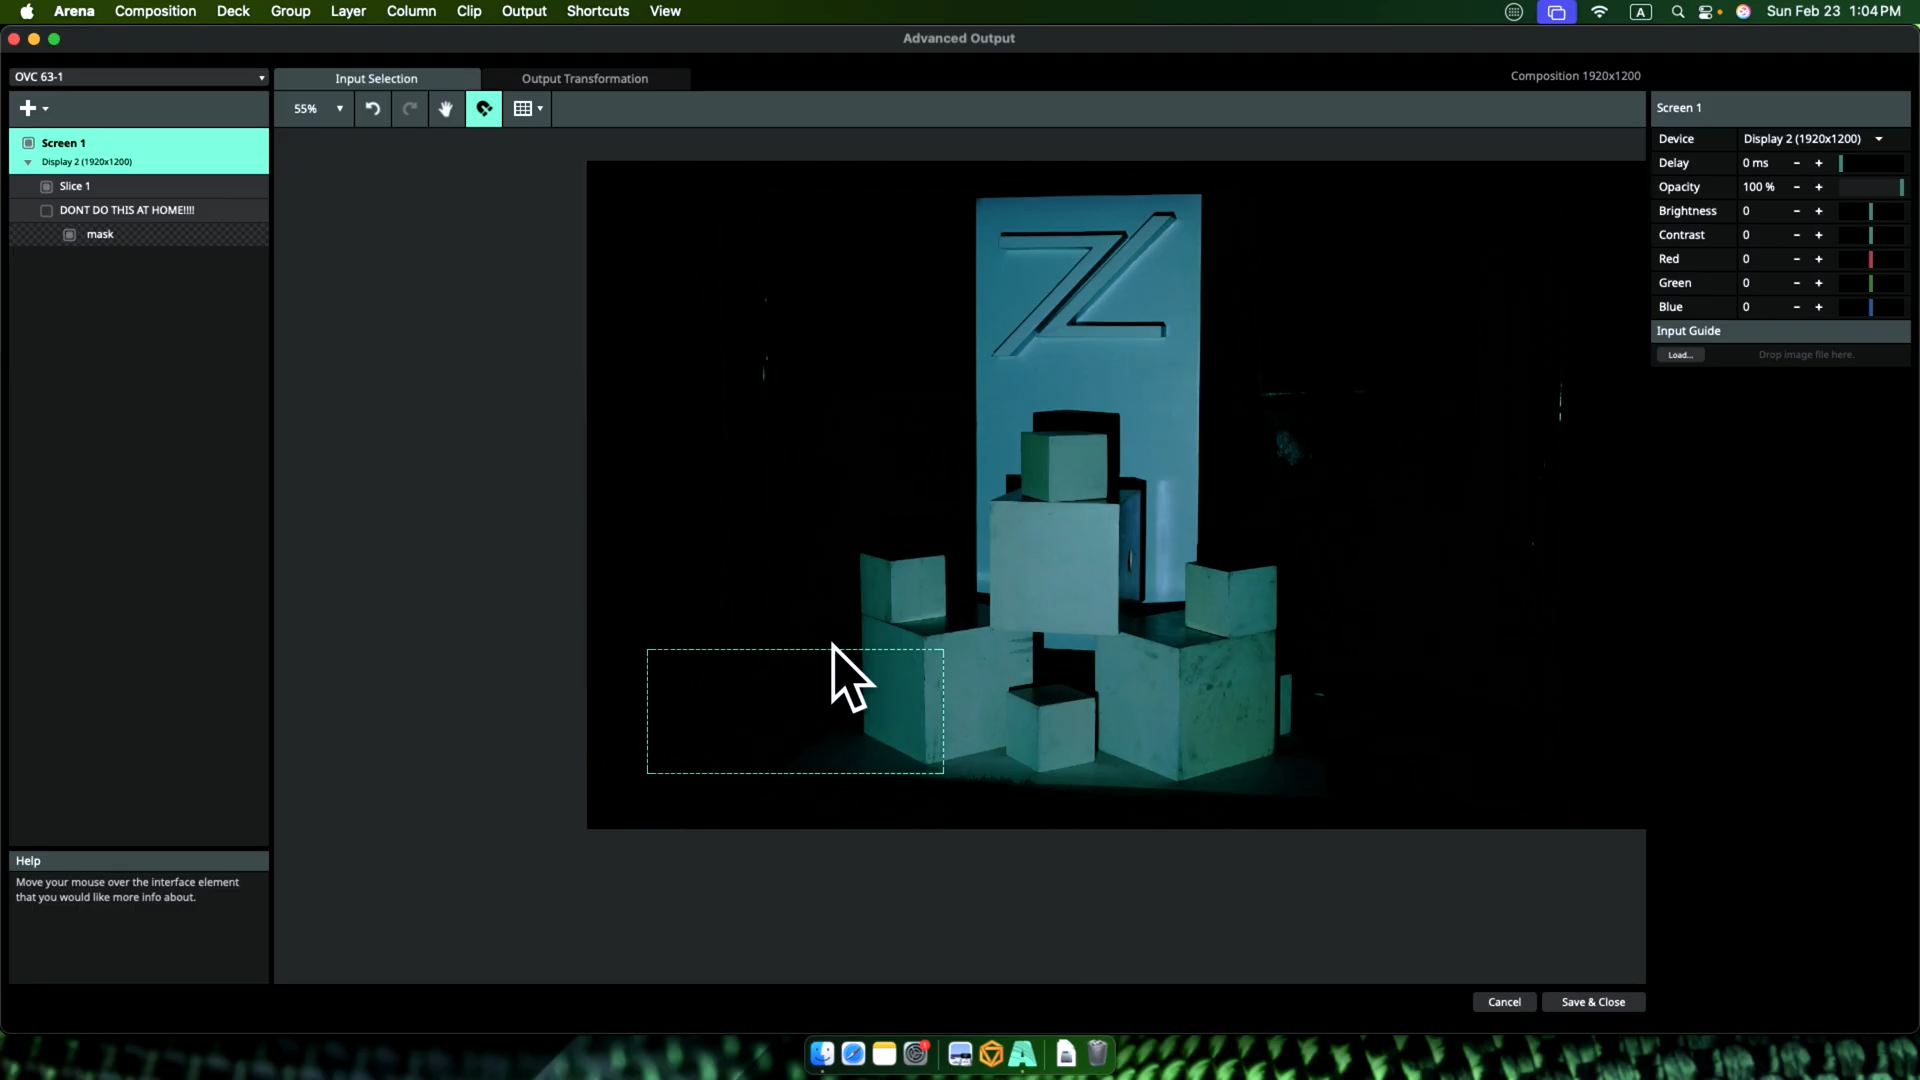 Arena Composition Deck Group Layer Column Clip Output Shortcuts View A Sun Feb 23 1:04 PM
Advanced Output
OVC 63-1 Input Selection Output Transformation Composition 1920x1200
55% Screen 1
Screen 1
Display 2 (1920x1200)
Slice 1
DONT DO THIS AT HOME!!!!
mask
Device Display 2 (1920x1200)
Delay 0 ms - +
Opacity 100 % - +
Brightness 0 - +
Contrast 0 - +
Red 0 - +
Green 0 - +
Blue 0 - +
Input Guide
Load... Drop image file here.
Help
Move your mouse over the interface element
that you would like more info about.
Cancel Save & Close